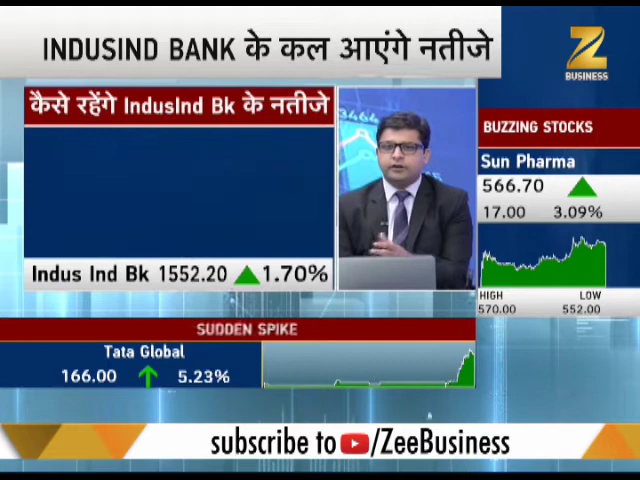 INDUSIND BANK के कल आएंगे नतीजे
Z
BUSINESS
कैसे रहेंगे IndusInd Bk के नतीजे
3464
Indus Ind Bk 1552.20 1.70%
BUZZING STOCKS
Sun Pharma
566.70
17.00 3.09%
HIGH LOW
570.00 552.00
SUDDEN SPIKE
Tata Global
166.00 5.23%
subscribe to /ZeeBusiness